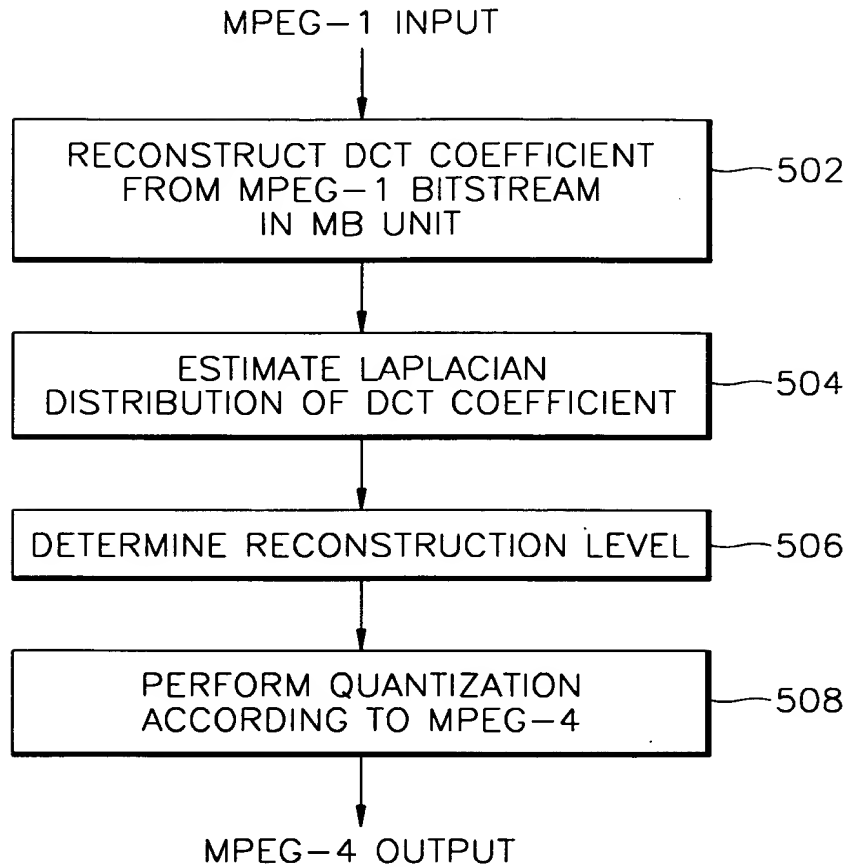 MPEG-1 INPUT
RECONSTRUCT DCT COEFFICIENT
FROM MPEG-1 BITSTREAM
IN MB UNIT
502
ESTIMATE LAPLACIAN
DISTRIBUTION OF DCT COEFFICIENT
504
DETERMINE RECONSTRUCTION LEVEL
506
PERFORM QUANTIZATION
ACCORDING TO MPEG-4
508
MPEG-4 OUTPUT